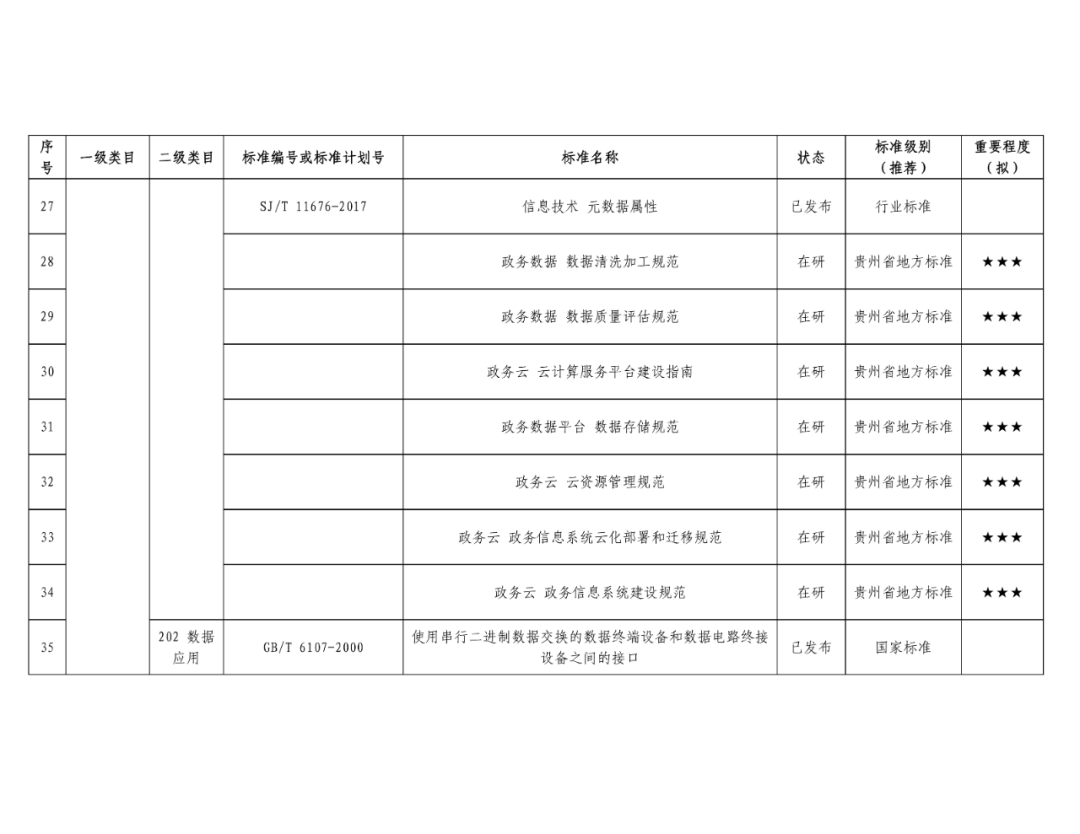 序号 一级类目 二级类目 标准编号或标准计划号 标准名称 状态 标准级别（推荐） 重要程度（拟）
27 SJ/T 11676-2017 信息技术 元数据属性 已发布 行业标准
28 政务数据 数据清洗加工规范 在研 贵州省地方标准 ★★★
29 政务数据 数据质量评估规范 在研 贵州省地方标准 ★★★
30 政务云 云计算服务平台建设指南 在研 贵州省地方标准 ★★★
31 政务数据平台 数据存储规范 在研 贵州省地方标准 ★★★
32 政务云 云资源管理规范 在研 贵州省地方标准 ★★★
33 政务云 政务信息系统云化部署和迁移规范 在研 贵州省地方标准 ★★★
34 政务云 政务信息系统建设规范 在研 贵州省地方标准 ★★★
35 202 数据应用 GB/T 6107-2000 使用串行二进制数据交换的数据终端设备和数据电路终接设备之间的接口 已发布 国家标准